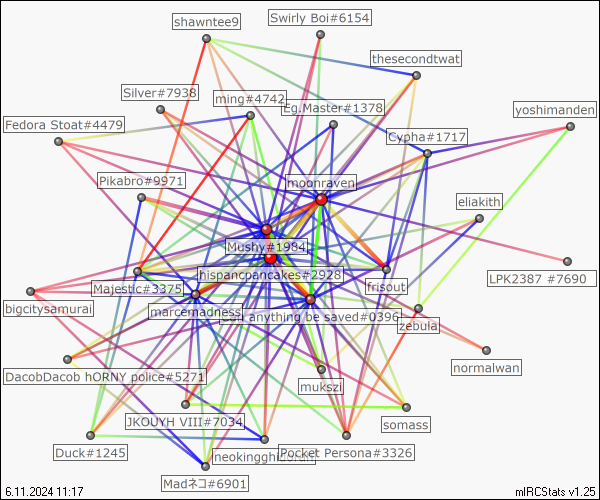 shawntee9
Swirly Boi#6154
thesecondtwat
Silver#7938
ming#4742
Eg.Master#1378
yoshimanden
Fedora Stoat#4479
Cypha#1717
Pikabro#9971
moonraven
eliakith
Mushy#1984
hispancpancakes#2928
LPK2387 #7690
Majestic#3375
frisout
bigcitysamurai
marcemadness
anything be saved#0396
zebula
normalwan
DacobDacob hORNY police#5271
mukszi
JKOUYH VIII#7034
somass
Duck#1245
Pocket Persona#3326
Madネコ#6901
6.11.2024 11:17
mIRCStats v1.25